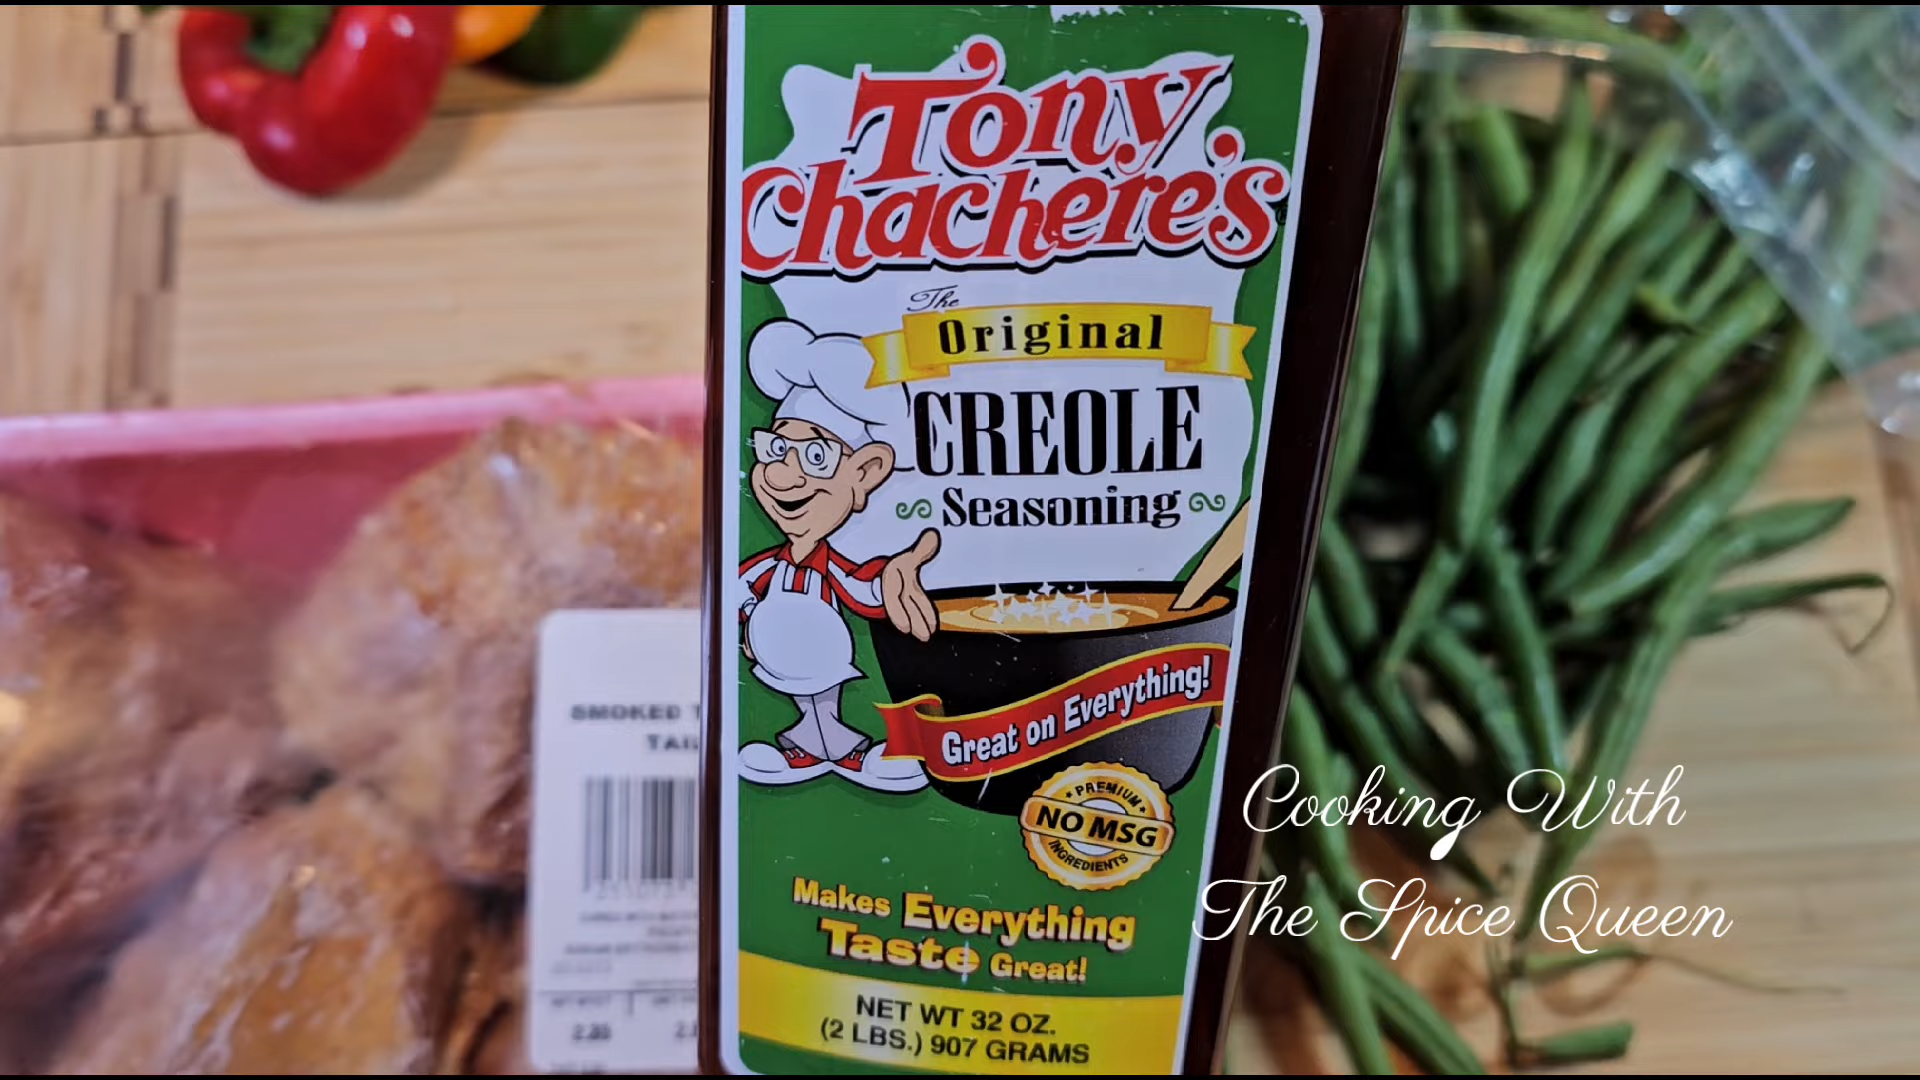 Tony
Chachere's
The
Original
CREOLE
Seasoning
Great on Everything!
PREMIUM
NO MSG
INGREDIENTS
Makes Everything
Taste Great!
NET WT 32 OZ.
(2 LBS.) 907 GRAMS
SMOKED T
TAIL
Cooking With
The Spice Queen